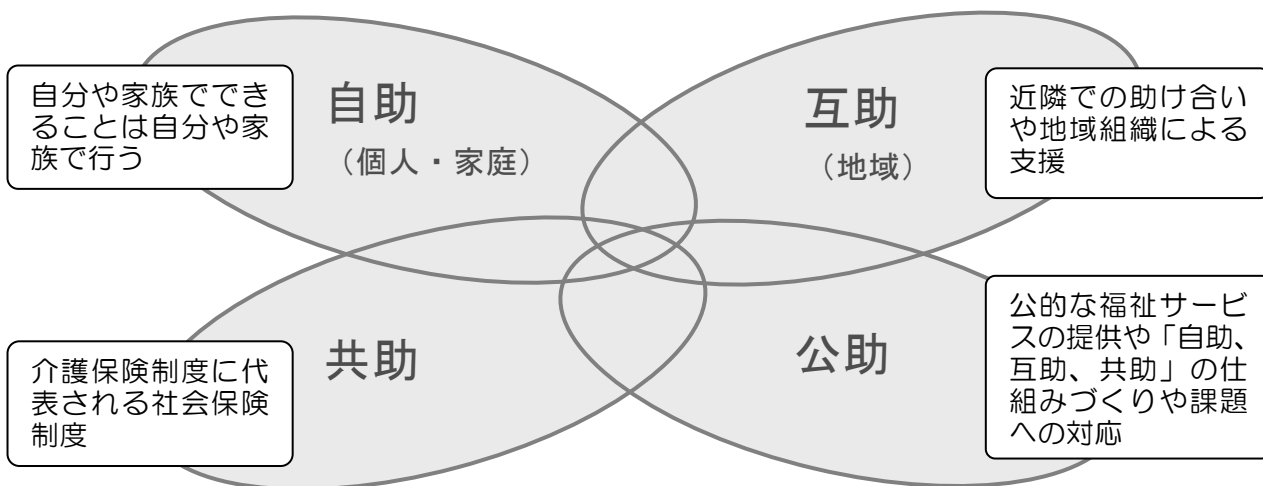 自分や家族ででき
ることは自分や家
族で行う
自助
（個人・家庭）
互助
（地域）
近隣での助け合い
や地域組織による
支援
介護保険制度に代
表される社会保険
制度
共助
公助
公的な福祉サービ
スの提供や「自助、
互助、共助」の仕
組みづくりや課題
への対応